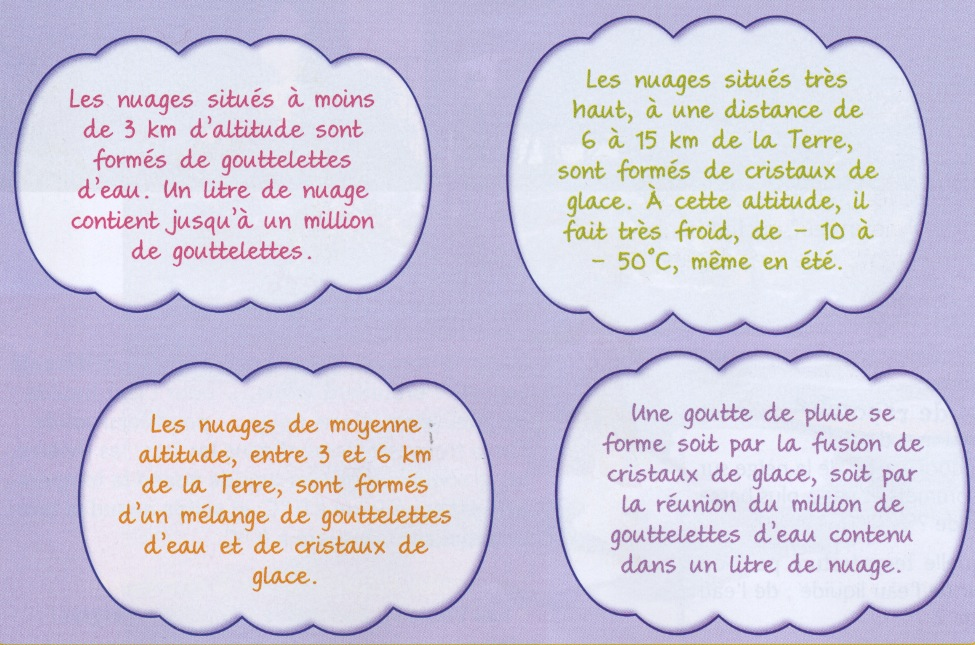 Les nuages situés à moins
de 3 km d'altitude sont
formés de gouttelettes
d'eau. Un litre de nuage
contient jusqu'à un million
de gouttelettes.
Les nuages situés très
haut, à une distance de
6 à 15 km de la Terre,
sont formés de cristaux de
glace. À cette altitude, il
fait très froid, de - 10 à
- 50°C, même en été.
Les nuages de moyenne
altitude, entre 3 et 6 km
de la Terre, sont formés
d'un mélange de gouttelettes
d'eau et de cristaux de
glace.
Une goutte de pluie se
forme soit par la fusion de
cristaux de glace, soit par
la réunion du million de
gouttelettes d'eau contenu
dans un litre de nuage.